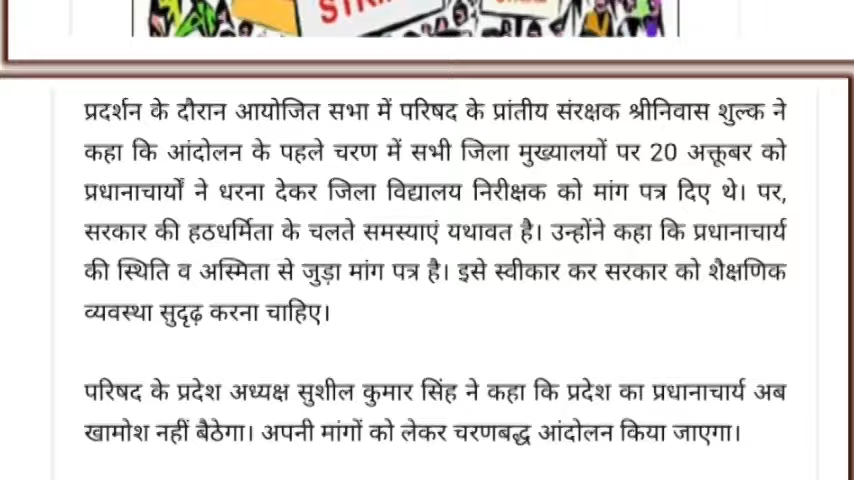 प्रदर्शन के दौरान आयोजित सभा में परिषद के प्रांतीय संरक्षक श्रीनिवास शुल्क ने
कहा कि आंदोलन के पहले चरण में सभी जिला मुख्यालयों पर 20 अक्तूबर को
प्रधानाचार्यों ने धरना देकर जिला विद्यालय निरीक्षक को मांग पत्र दिए थे। पर,
सरकार की हठधर्मिता के चलते समस्याएं यथावत है। उन्होंने कहा कि प्रधानाचार्य
की स्थिति व अस्मिता से जुड़ा मांग पत्र है। इसे स्वीकार कर सरकार को शैक्षणिक
व्यवस्था सुदृढ़ करना चाहिए।
परिषद के प्रदेश अध्यक्ष सुशील कुमार सिंह ने कहा कि प्रदेश का प्रधानाचार्य अब
खामोश नहीं बैठेगा। अपनी मांगों को लेकर चरणबद्ध आंदोलन किया जाएगा।